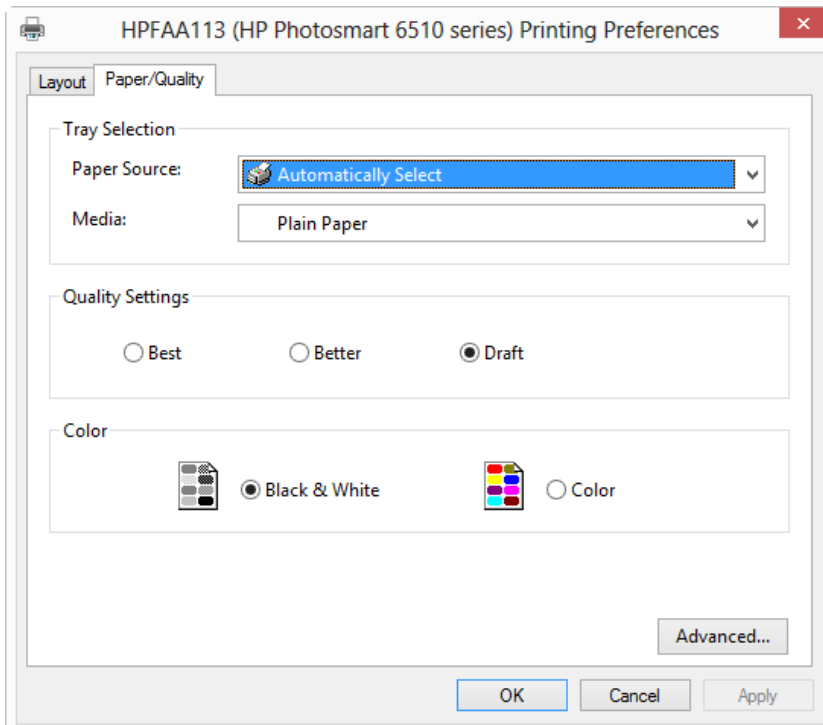 HPFAA113 (HP Photosmart 6510 series) Printing Preferences
Layout Paper/Quality
Tray Selection
Paper Source: Automatically Select
Media: Plain Paper
Quality Settings
Best Better Draft
Color
Black & White Color
Advanced...
OK Cancel Apply